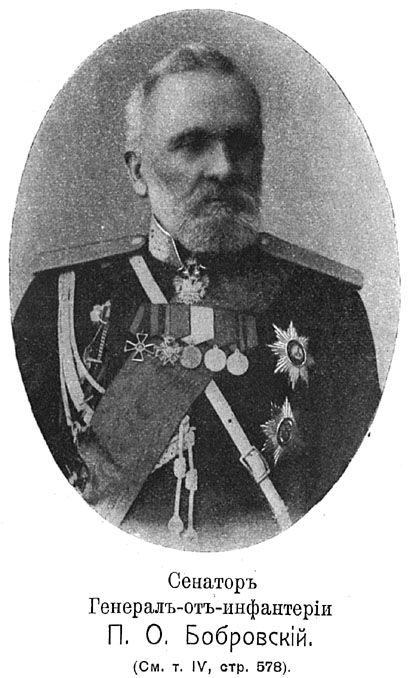 Сенаторъ
Генералъ-отъ-инфантеріи
П. О. Бобровскій.
(См. т. IV, стр. 578).